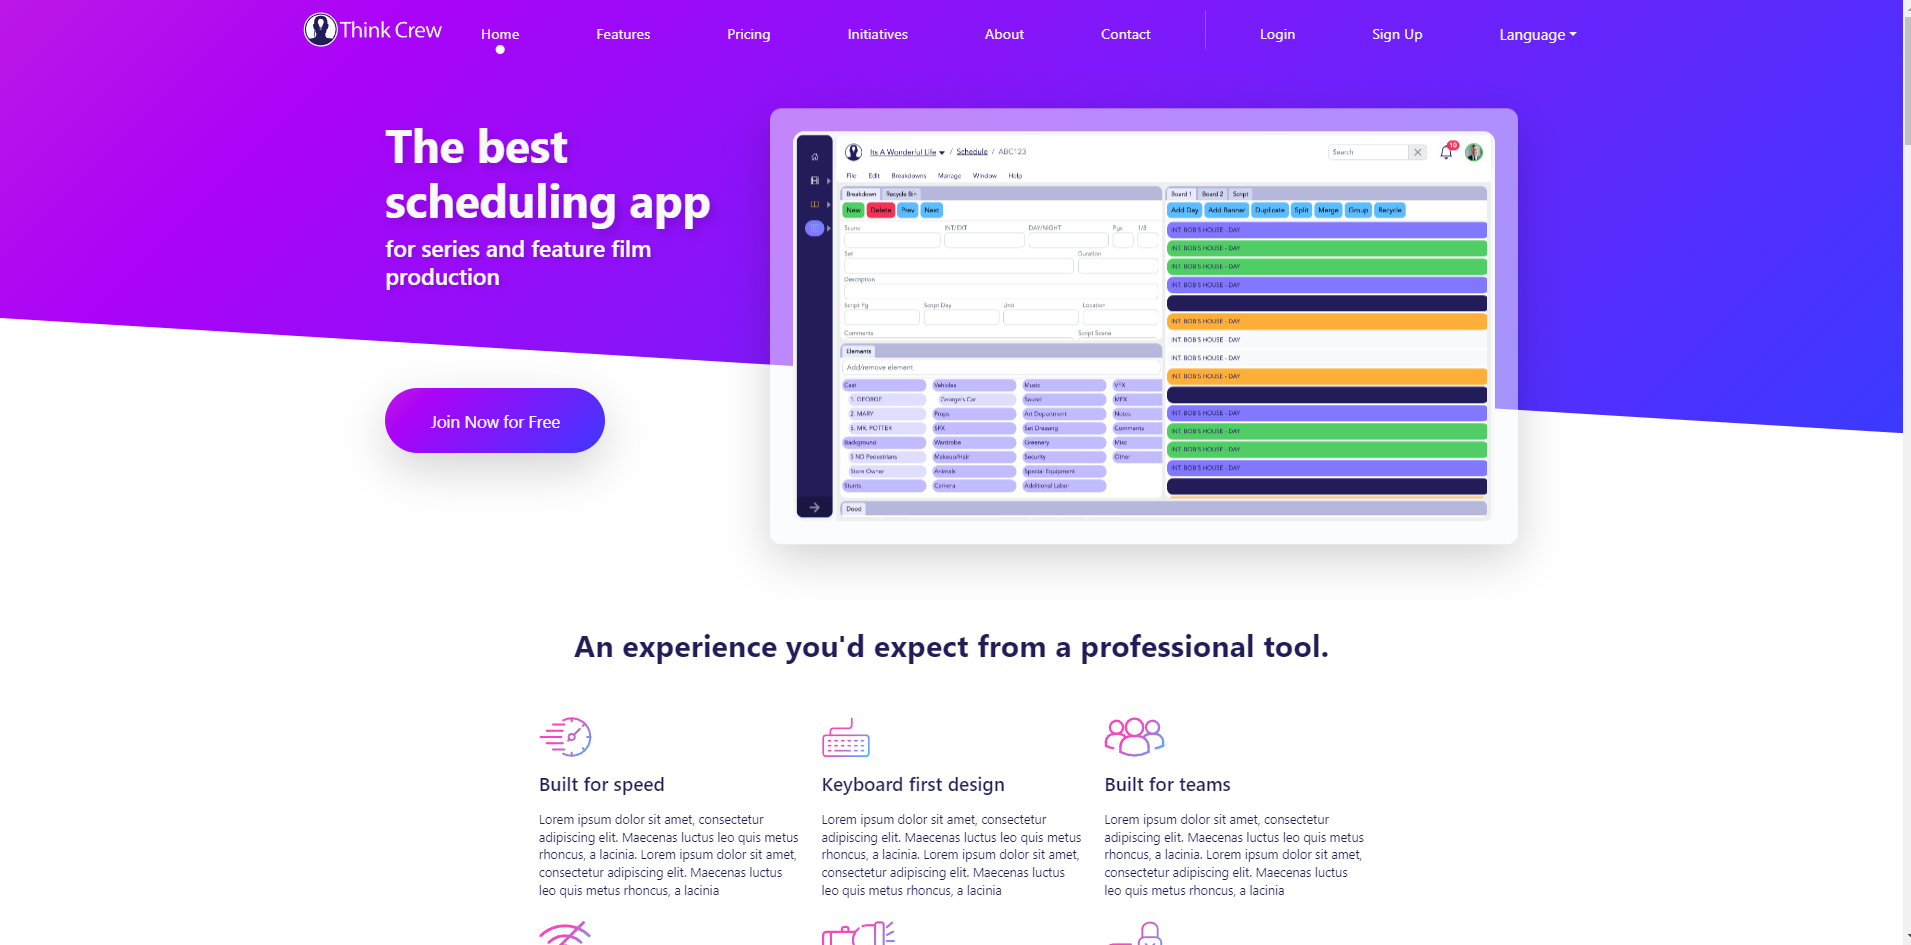 Think Crew
Home
Features
Pricing
Initiatives
About
Contact
Login
Sign Up
Language
The best
scheduling app
for series and feature film
production
Join Now for Free
Its A Wonderful Life / Schedule / ABC123
Search
10
File Edit Breakdowns Manage Window Help
Breakdown Recycle Bin
New Delete Prev Next
Scene INT/EXT DAY/NIGHT Pgs 1/8
Set Duration
Description
Script Pg Script Day Unit Location
Comments Script Scene
Elements
Add/remove element
Cast Vehicles Music VFX
1. GEORGE George's Car Sound MFX
2. MARY Props Art Department Notes
5. MR. POTTER SFX Set Dressing Comments
Background Wardrobe Greenery Misc
5 ND Pedestrians Makeup/Hair Security Other
Store Owner Animals Special Equipment
Stunts Camera Additional Labor
Dood
Board 1 Board 2 Script
Add Day Add Banner Duplicate Split Merge Group Recycle
INT. BOB'S HOUSE - DAY
INT. BOB'S HOUSE - DAY
INT. BOB'S HOUSE - DAY
INT. BOB'S HOUSE - DAY
INT. BOB'S HOUSE - DAY
INT. BOB'S HOUSE - DAY
INT. BOB'S HOUSE - DAY
INT. BOB'S HOUSE - DAY
INT. BOB'S HOUSE - DAY
INT. BOB'S HOUSE - DAY
INT. BOB'S HOUSE - DAY
INT. BOB'S HOUSE - DAY
An experience you'd expect from a professional tool.
Built for speed
Lorem ipsum dolor sit amet, consectetur
adipiscing elit. Maecenas luctus leo quis metus
rhoncus, a lacinia. Lorem ipsum dolor sit amet,
consectetur adipiscing elit. Maecenas luctus
leo quis metus rhoncus, a lacinia
Keyboard first design
Lorem ipsum dolor sit amet, consectetur
adipiscing elit. Maecenas luctus leo quis metus
rhoncus, a lacinia. Lorem ipsum dolor sit amet,
consectetur adipiscing elit. Maecenas luctus
leo quis metus rhoncus, a lacinia
Built for teams
Lorem ipsum dolor sit amet, consectetur
adipiscing elit. Maecenas luctus leo quis metus
rhoncus, a lacinia. Lorem ipsum dolor sit amet,
consectetur adipiscing elit. Maecenas luctus
leo quis metus rhoncus, a lacinia